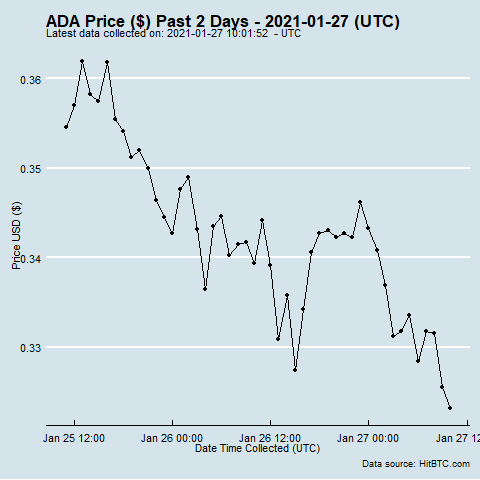 ADA Price ($) Past 2 Days - 2021-01-27 (UTC)
Latest data collected on: 2021-01-27 10:01:52 - UTC
0.36
0.35
0.34
0.33
Price USD ($)
Jan 25 12:00
Jan 26 00:00
Jan 26 12:00
Jan 27 00:00
Jan 27 12
Date Time Collected (UTC)
Data source: HitBTC.com